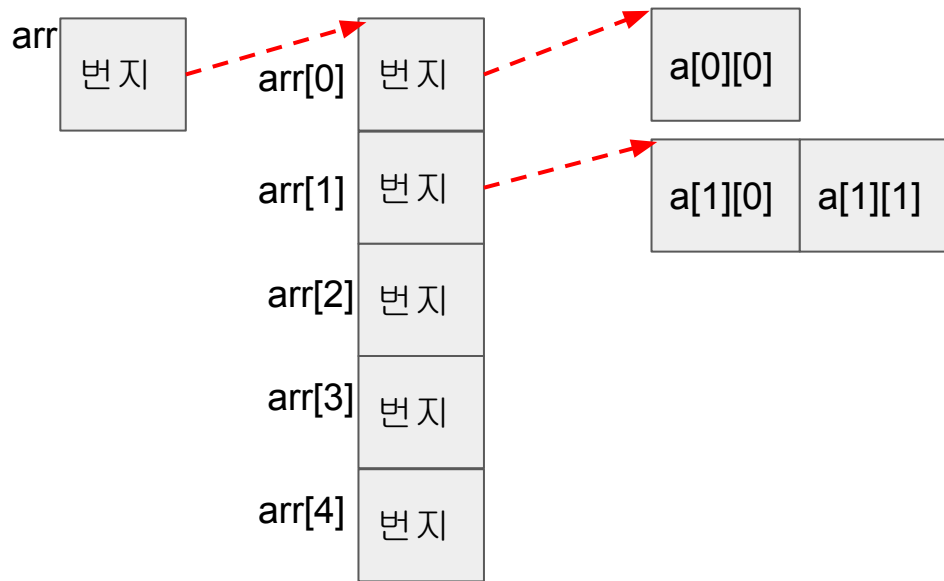 arr
번지
arr[0]
번지
a[0][0]
arr[1]
번지
a[1][0]
a[1][1]
arr[2]
번지
arr[3]
번지
arr[4]
번지